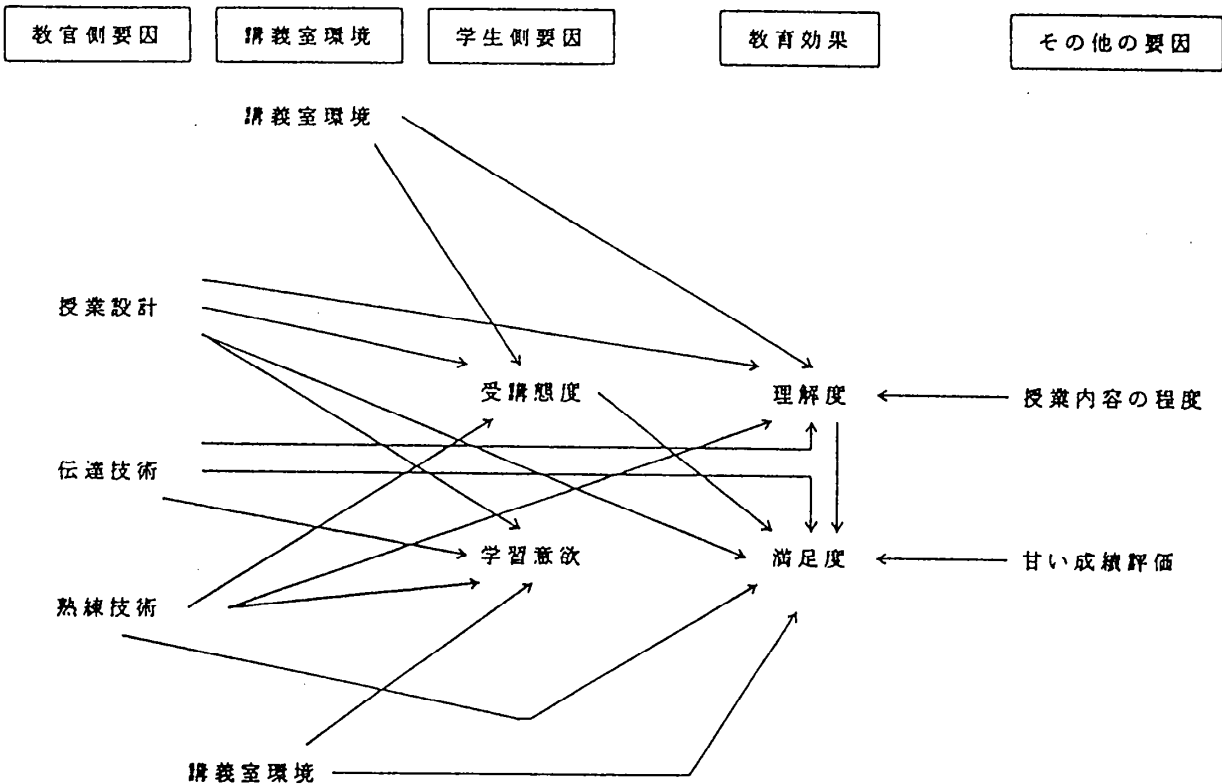 教官側要因
講義室環境
学生側要因
教育効果
その他の要因
講義室環境
授業設計
受講態度
理解度
授業内容の程度
伝達技術
学習意欲
満足度
甘い成績評価
熟練技術
講義室環境